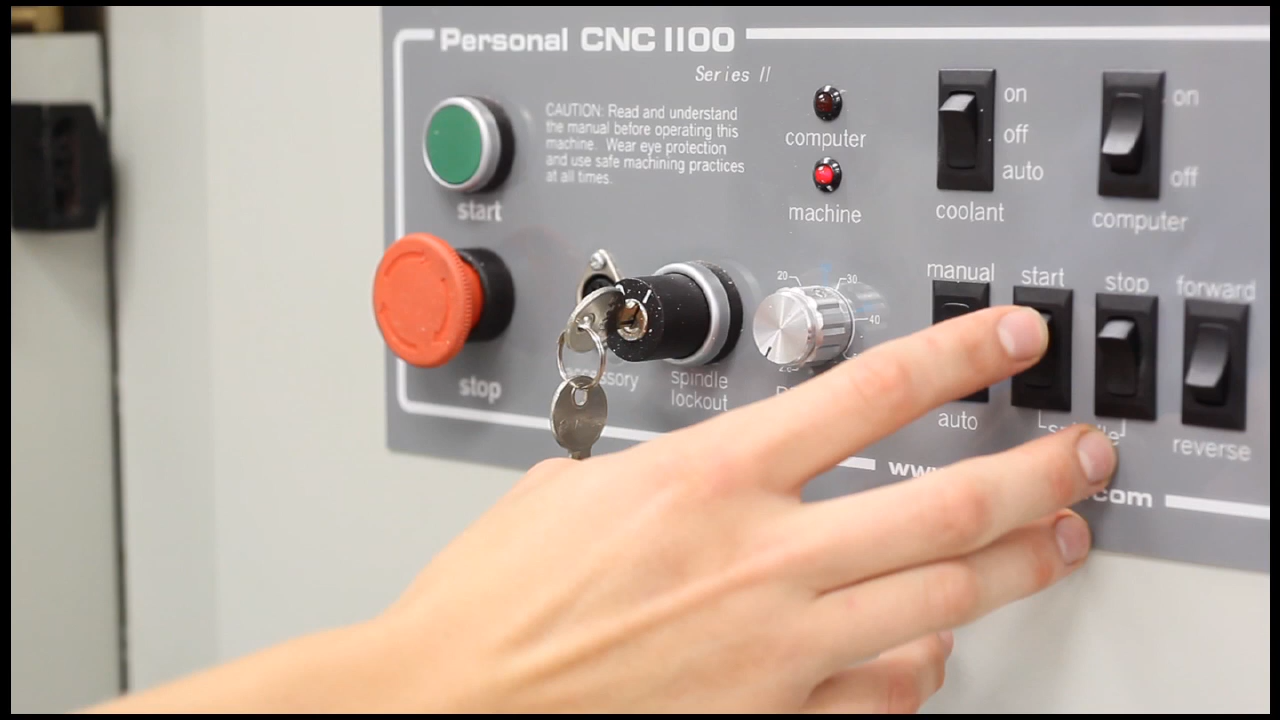 Personal CNC 1100
Series II
CAUTION: Read and understand
the manual before operating this
machine. Wear eye protection
and use safe machining practices
at all times.
start
stop
spindle
lockout
20
30
40
computer
machine
on
off
auto
coolant
on
off
computer
manual
auto
start
stop
spindle
forward
reverse
www
.com